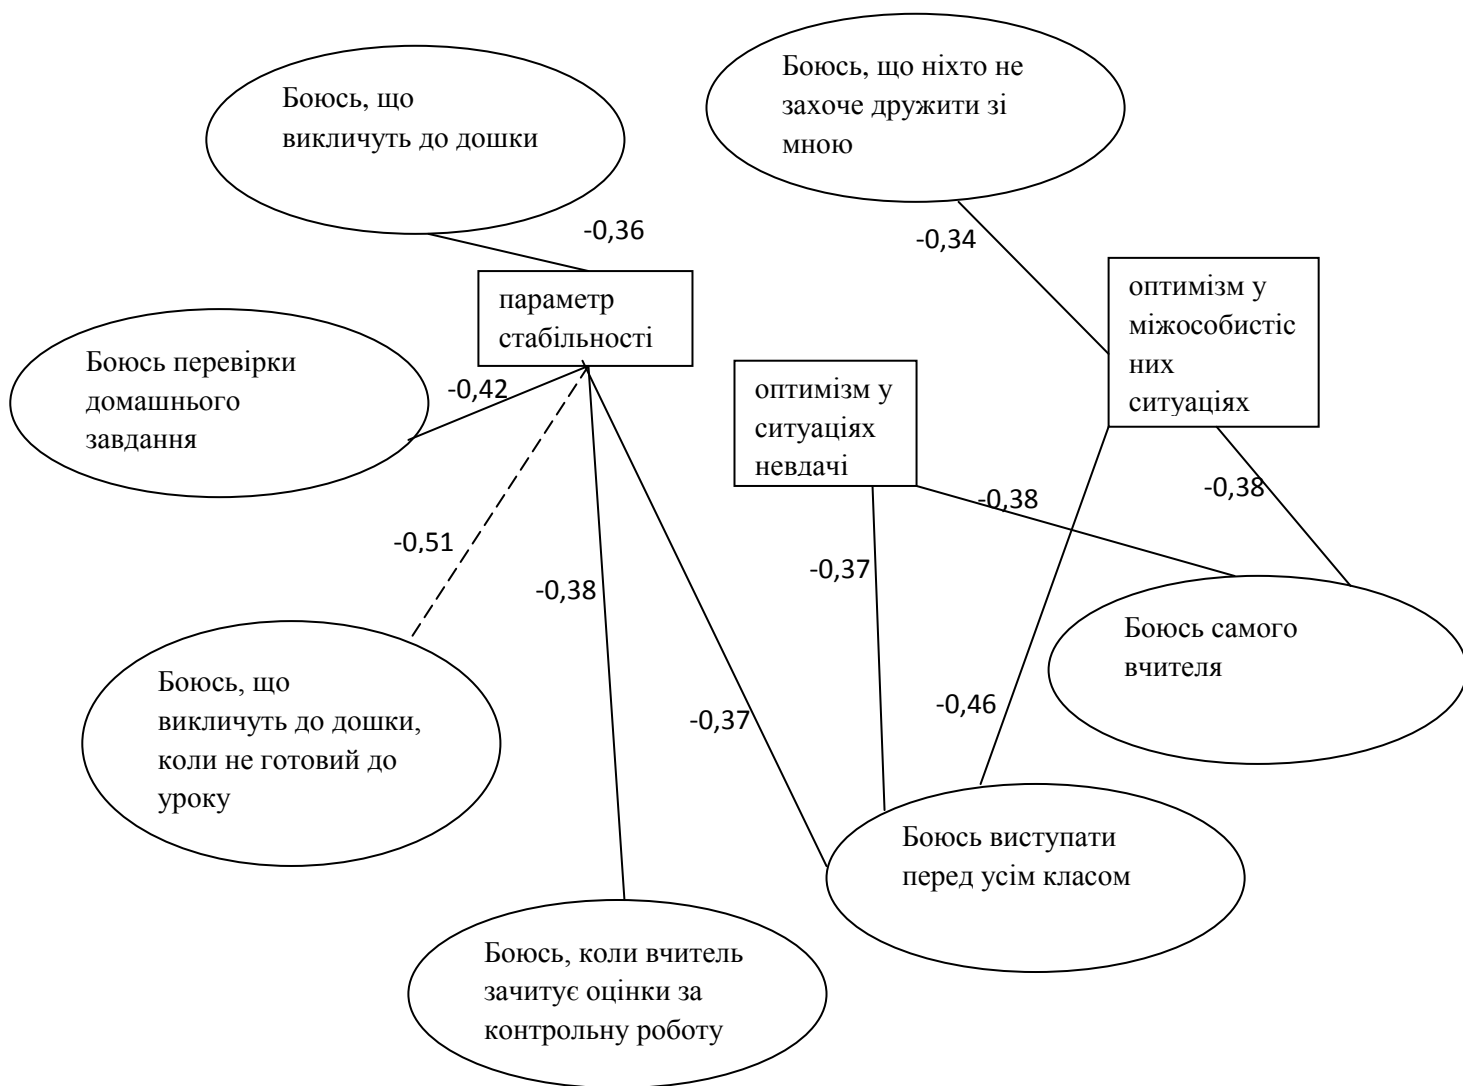 Боюсь, що
викличуть до дошки
Боюсь, що ніхто не
захоче дружити зі
мною
-0,36
-0,34
параметр
стабільності
оптимізм у
міжособистіс
них
ситуаціях
Боюсь перевірки
домашнього
завдання
-0,42
оптимізм у
ситуаціях
невдачі
-0,38
-0,38
-0,51
-0,38
-0,37
Боюсь самого
вчителя
Боюсь, що
викличуть до дошки,
коли не готовий до
уроку
-0,37
-0,46
Боюсь виступати
перед усім класом
Боюсь, коли вчитель
зачитує оцінки за
контрольну роботу